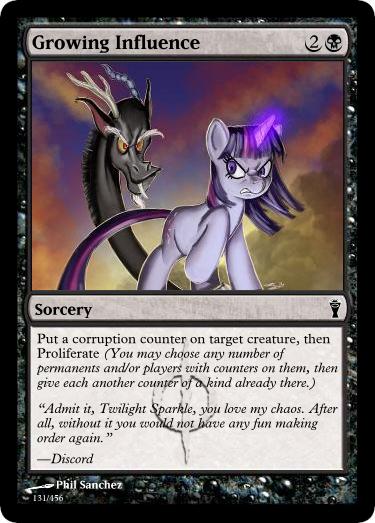 Growing Influence 2
Sorcery
Put a corruption counter on target creature, then
Proliferate (You may choose any number of
permanents and/or players with counters on them, then
give each another counter of a kind already there.)
“Admit it, Twilight Sparkle, you love my chaos. After
all, without it you would not have any fun making
order again.”
—Discord
Phil Sanchez
131/456